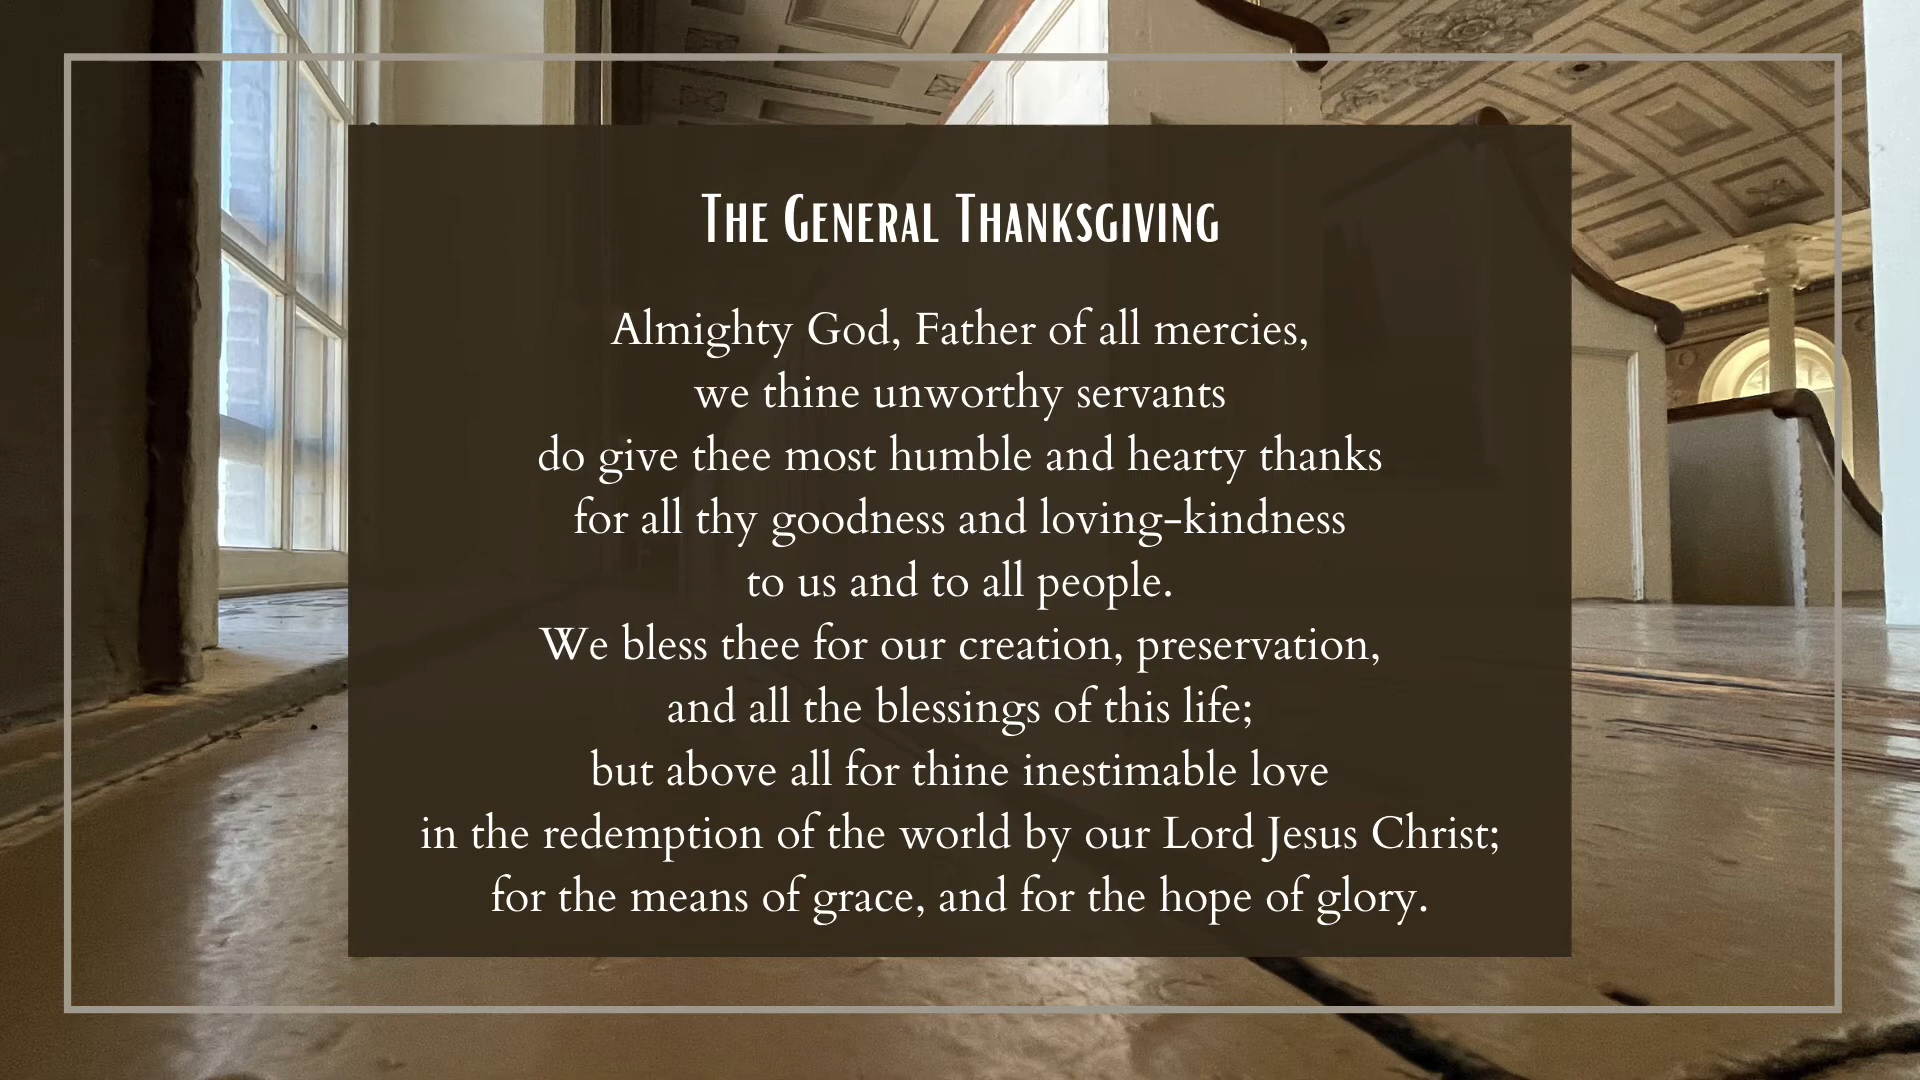 The General Thanksgiving
Almighty God, Father of all mercies,
we thine unworthy servants
do give thee most humble and hearty thanks
for all thy goodness and loving-kindness
to us and to all people.
We bless thee for our creation, preservation,
and all the blessings of this life;
but above all for thine inestimable love
in the redemption of the world by our Lord Jesus Christ;
for the means of grace, and for the hope of glory.